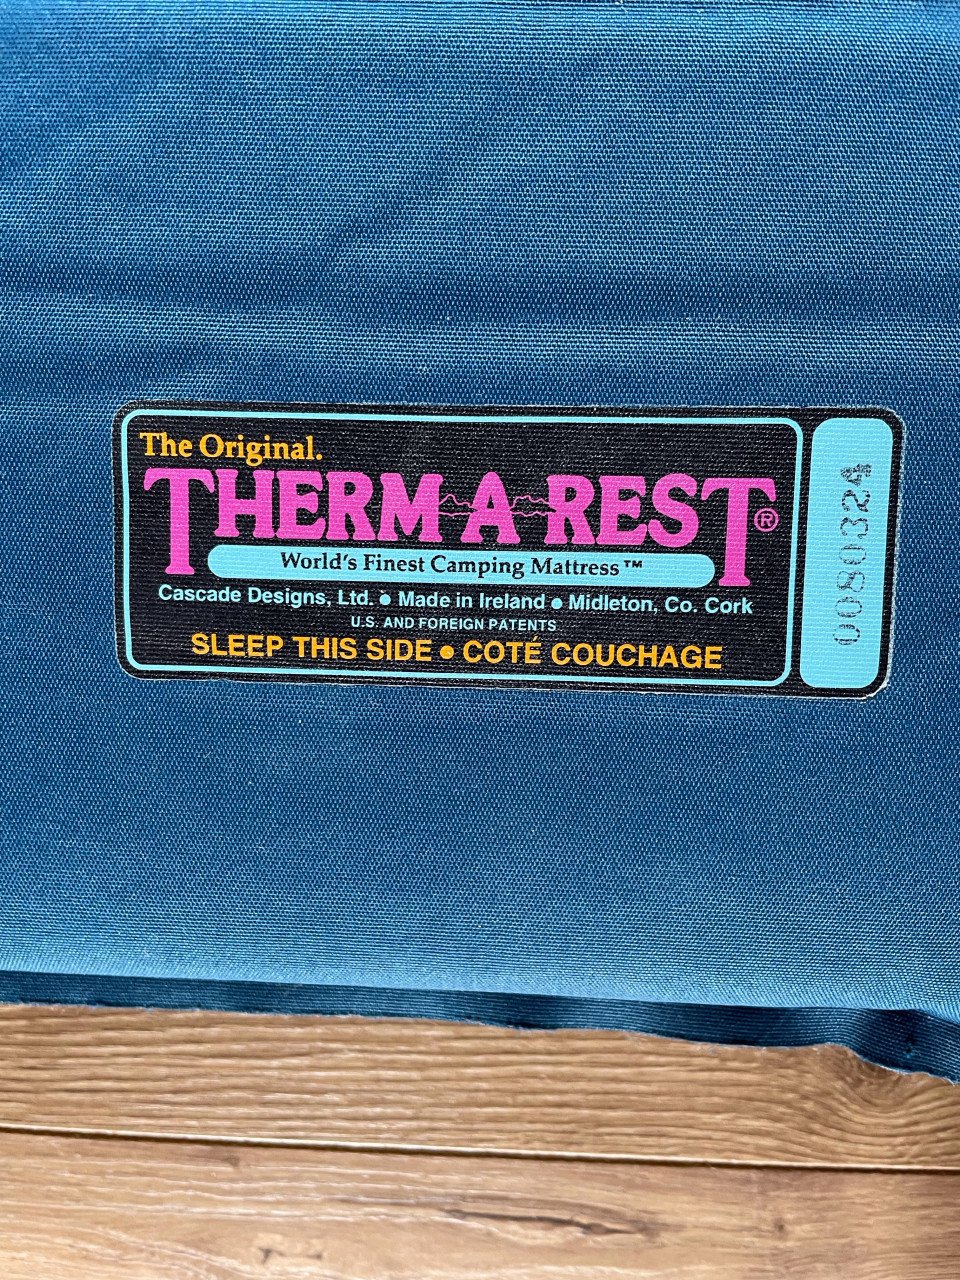 The Original.
THERM-A-REST®
World's Finest Camping Mattress™
Cascade Designs, Ltd. ● Made in Ireland ● Midleton, Co. Cork
U.S. AND FOREIGN PATENTS
SLEEP THIS SIDE ● COTÉ COUCHAGE
0080324